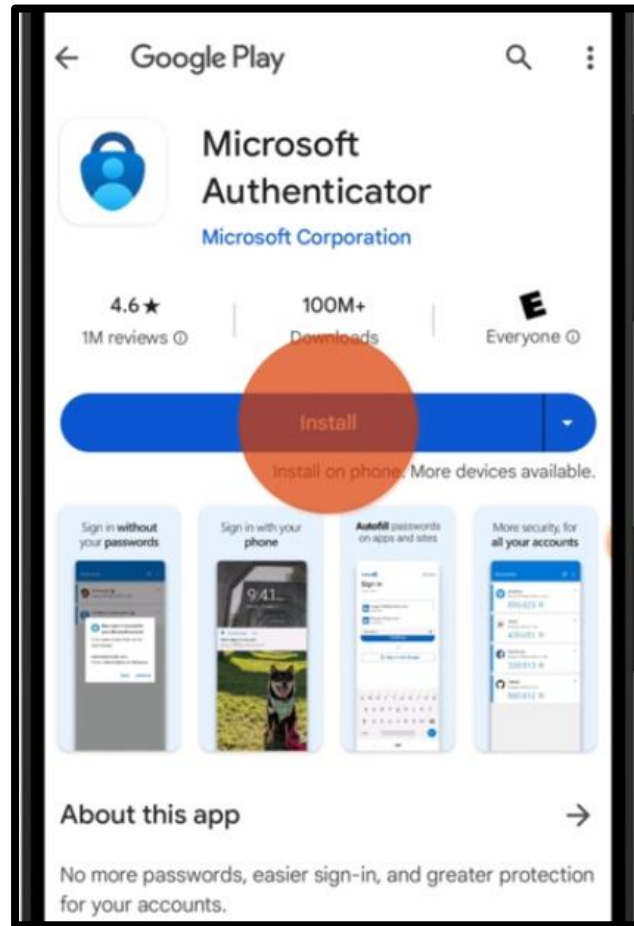 Google Play
Microsoft
Authenticator
Microsoft Corporation
4.6★
100M+
E
1M reviews
Downloads
Everyone
Install
Install on phone. More devices available.
Sign in without
your passwords
Sign in with your
phone
Autofill passwords
on apps and sites
More security, for
all your accounts
9:41
Sign in
About this app
No more passwords, easier sign-in, and greater protection
for your accounts.